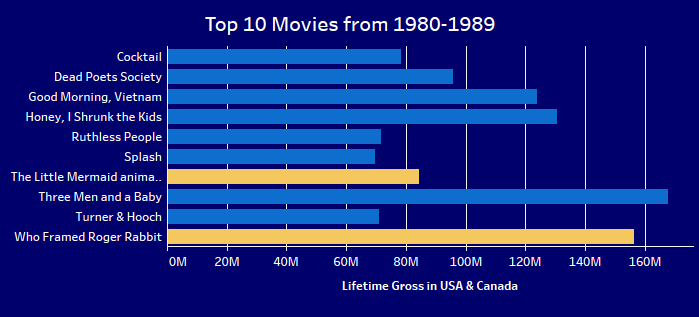 Top 10 Movies from 1980-1989
Cocktail
Dead Poets Society
Good Morning, Vietnam
Honey, I Shrunk the Kids
Ruthless People
Splash
The Little Mermaid anima..
Three Men and a Baby
Turner & Hooch
Who Framed Roger Rabbit
0M 20M 40M 60M 80M 100M 120M 140M 160M
Lifetime Gross in USA & Canada